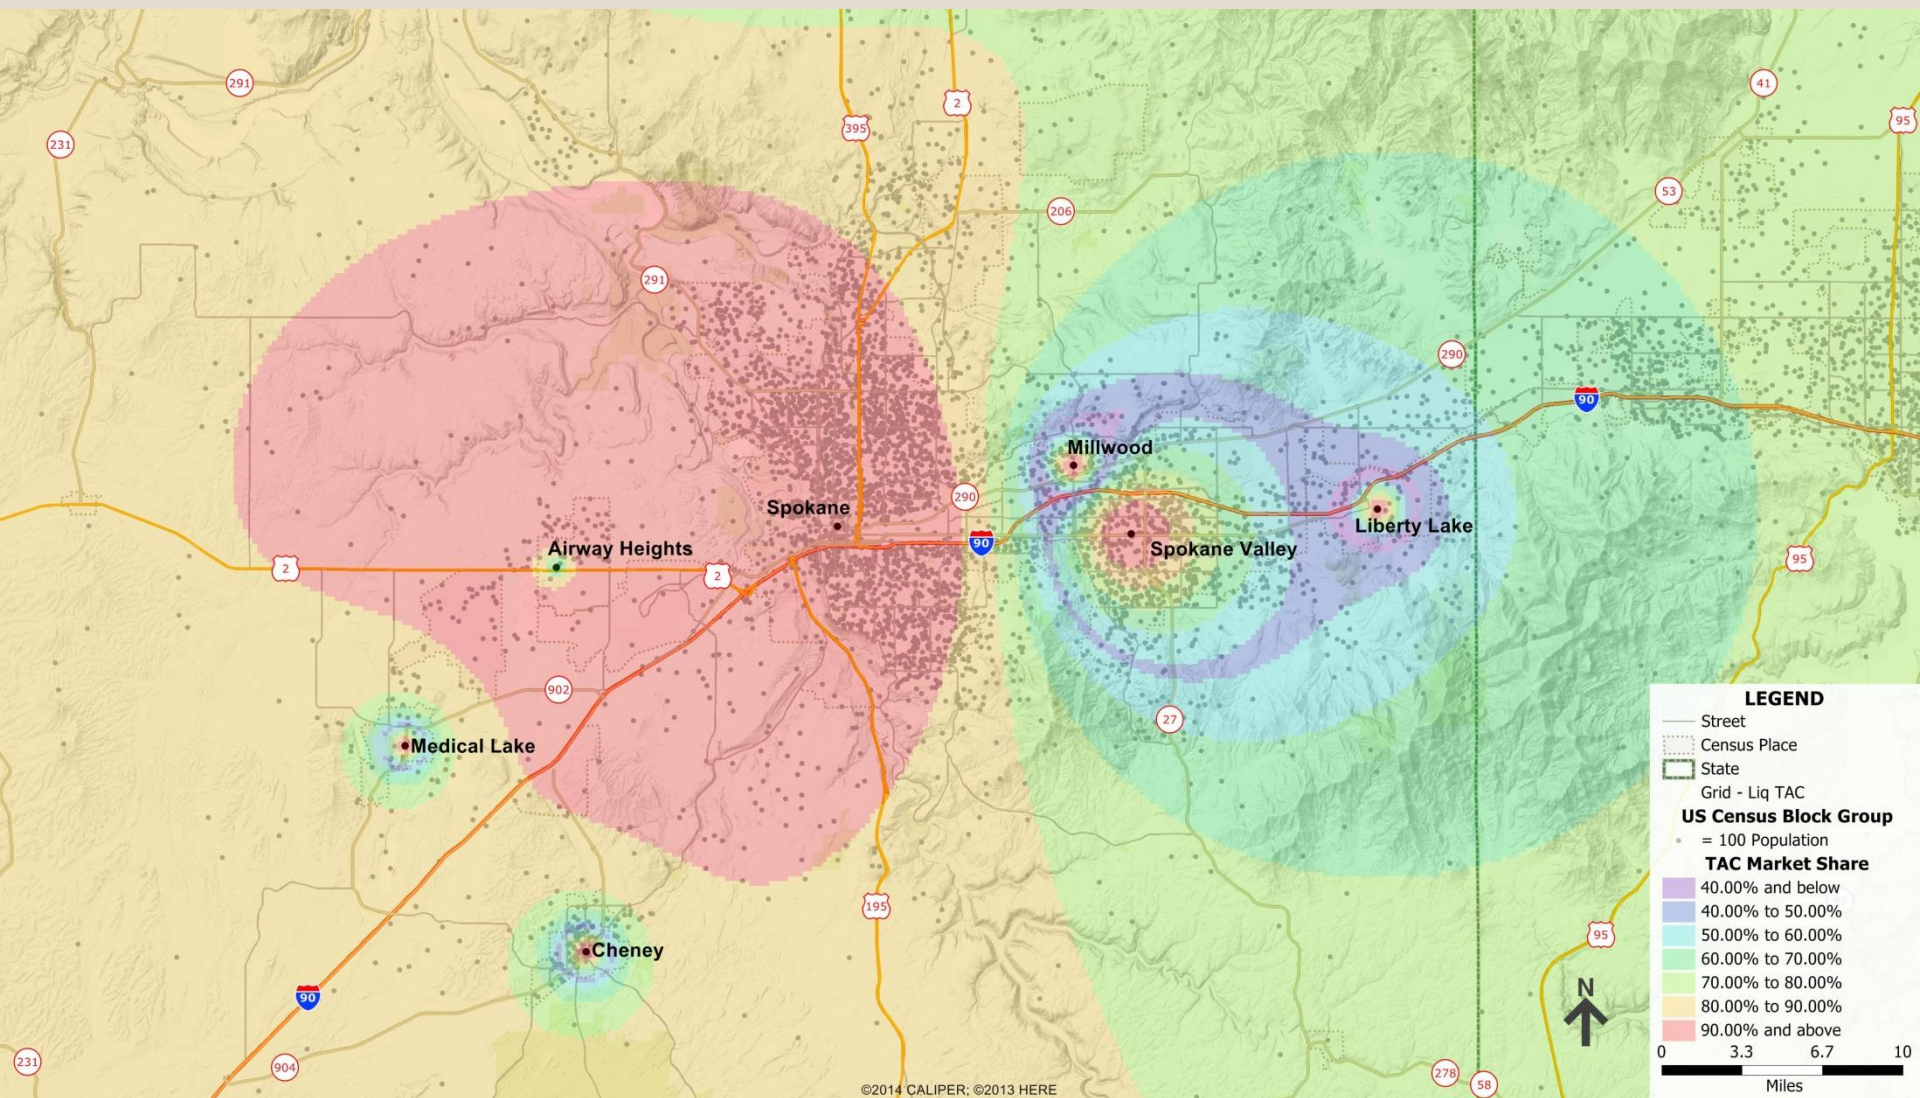 291
41
2
95
395
231
53
206
291
290
90
Millwood
290
Spokane
Liberty Lake
90
Airway Heights
Spokane Valley
95
2
2
902
27
Medical Lake
195
95
Cheney
90
N
231
904
278
58
©2014 CALIPER; ©2013 HERE
LEGEND
Street
Census Place
State
Grid - Liq TAC
US Census Block Group
= 100 Population
TAC Market Share
40.00% and below
40.00% to 50.00%
50.00% to 60.00%
60.00% to 70.00%
70.00% to 80.00%
80.00% to 90.00%
90.00% and above
0 3.3 6.7 10
Miles